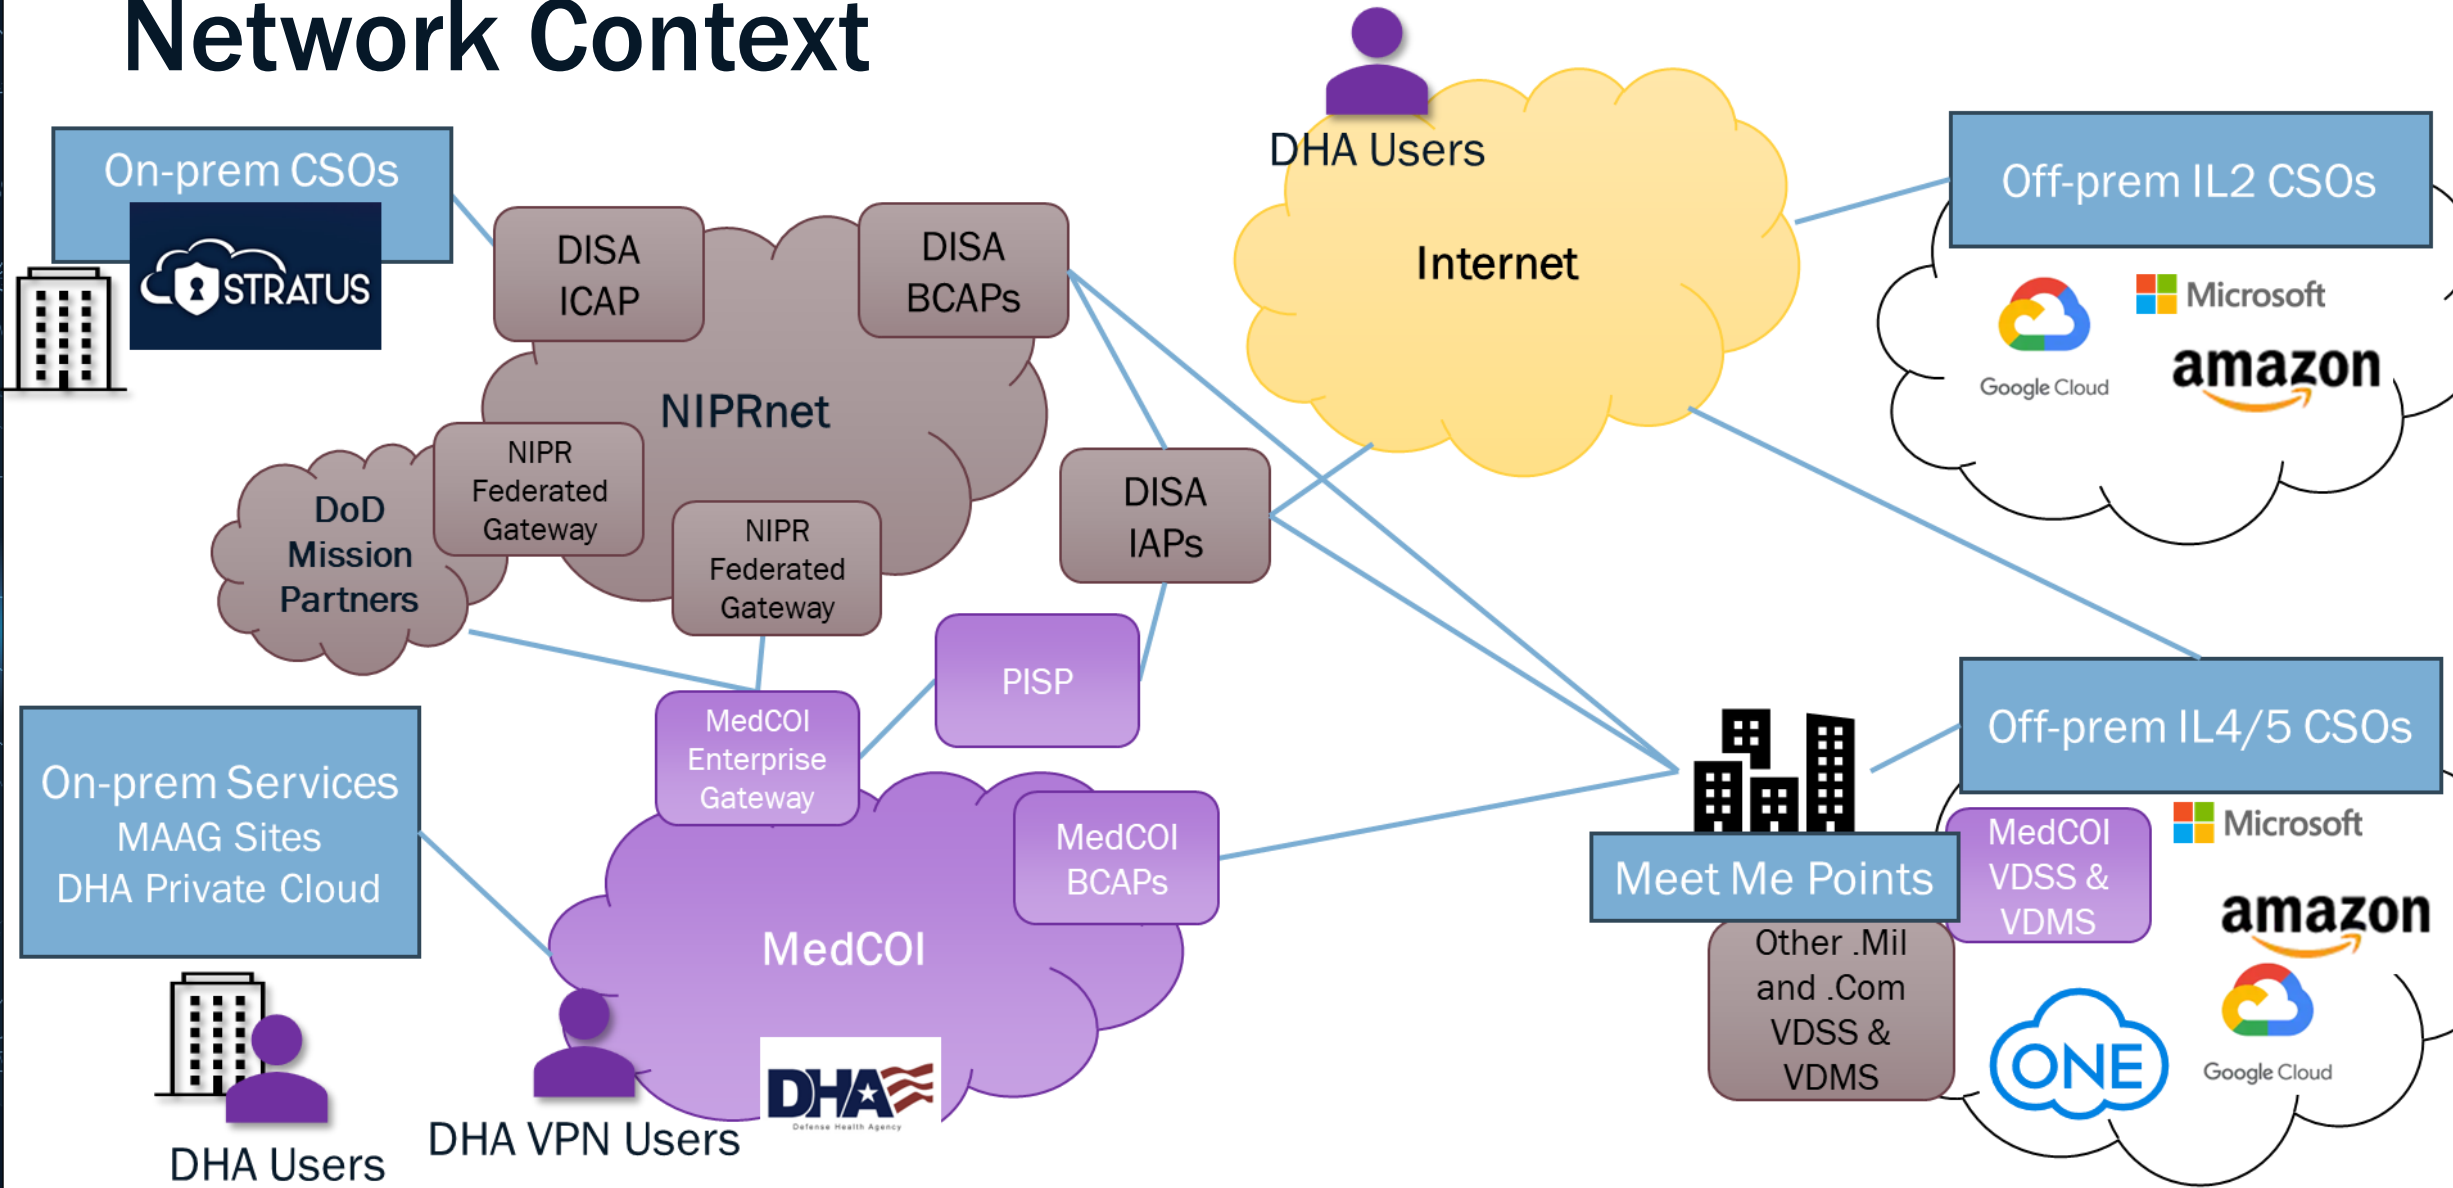 Network Context
DHA Users
On-prem CSOs
STRATUS
DISA
ICAP
DISA
BCAPs
Internet
Off-prem IL2 CSOs
Google Cloud
Microsoft
amazon
NIPRnet
NIPR
Federated
Gateway
DoD
Mission
Partners
NIPR
Federated
Gateway
DISA
IAPs
PISP
MedCOI
Enterprise
Gateway
On-prem Services
MAAG Sites
DHA Private Cloud
MedCOI
BCAPs
MedCOI
Off-prem IL4/5 CSOs
Meet Me Points
MedCOI
VDSS &
VDMS
Microsoft
amazon
Other .Mil
and .Com
VDSS &
VDMS
ONE
Google Cloud
DHA
Defense Health Agency
DHA VPN Users
DHA Users